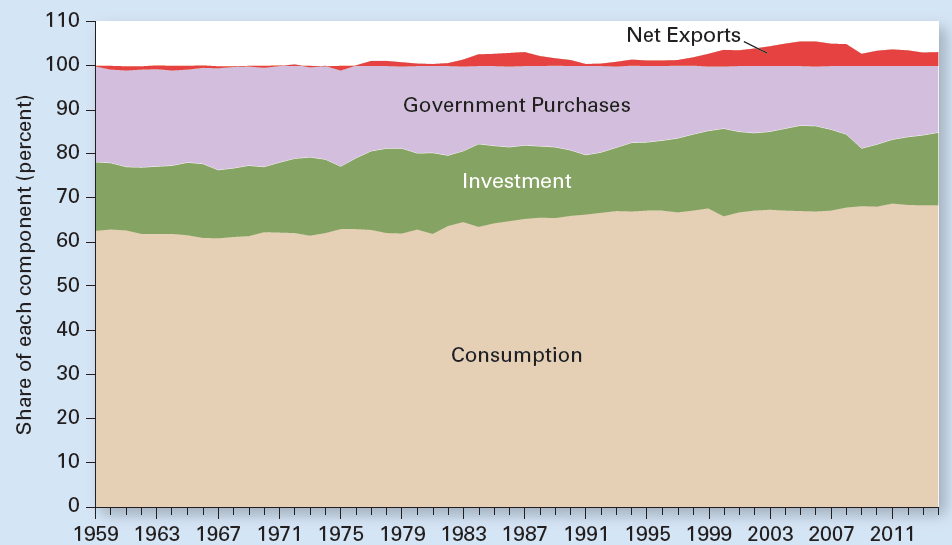 Share of each component (percent)
110
100
90
80
70
60
50
40
30
20
10
0
Net Exports
Government Purchases
Investment
Consumption
1959 1963 1967 1971 1975 1979 1983 1987 1991 1995 1999 2003 2007 2011